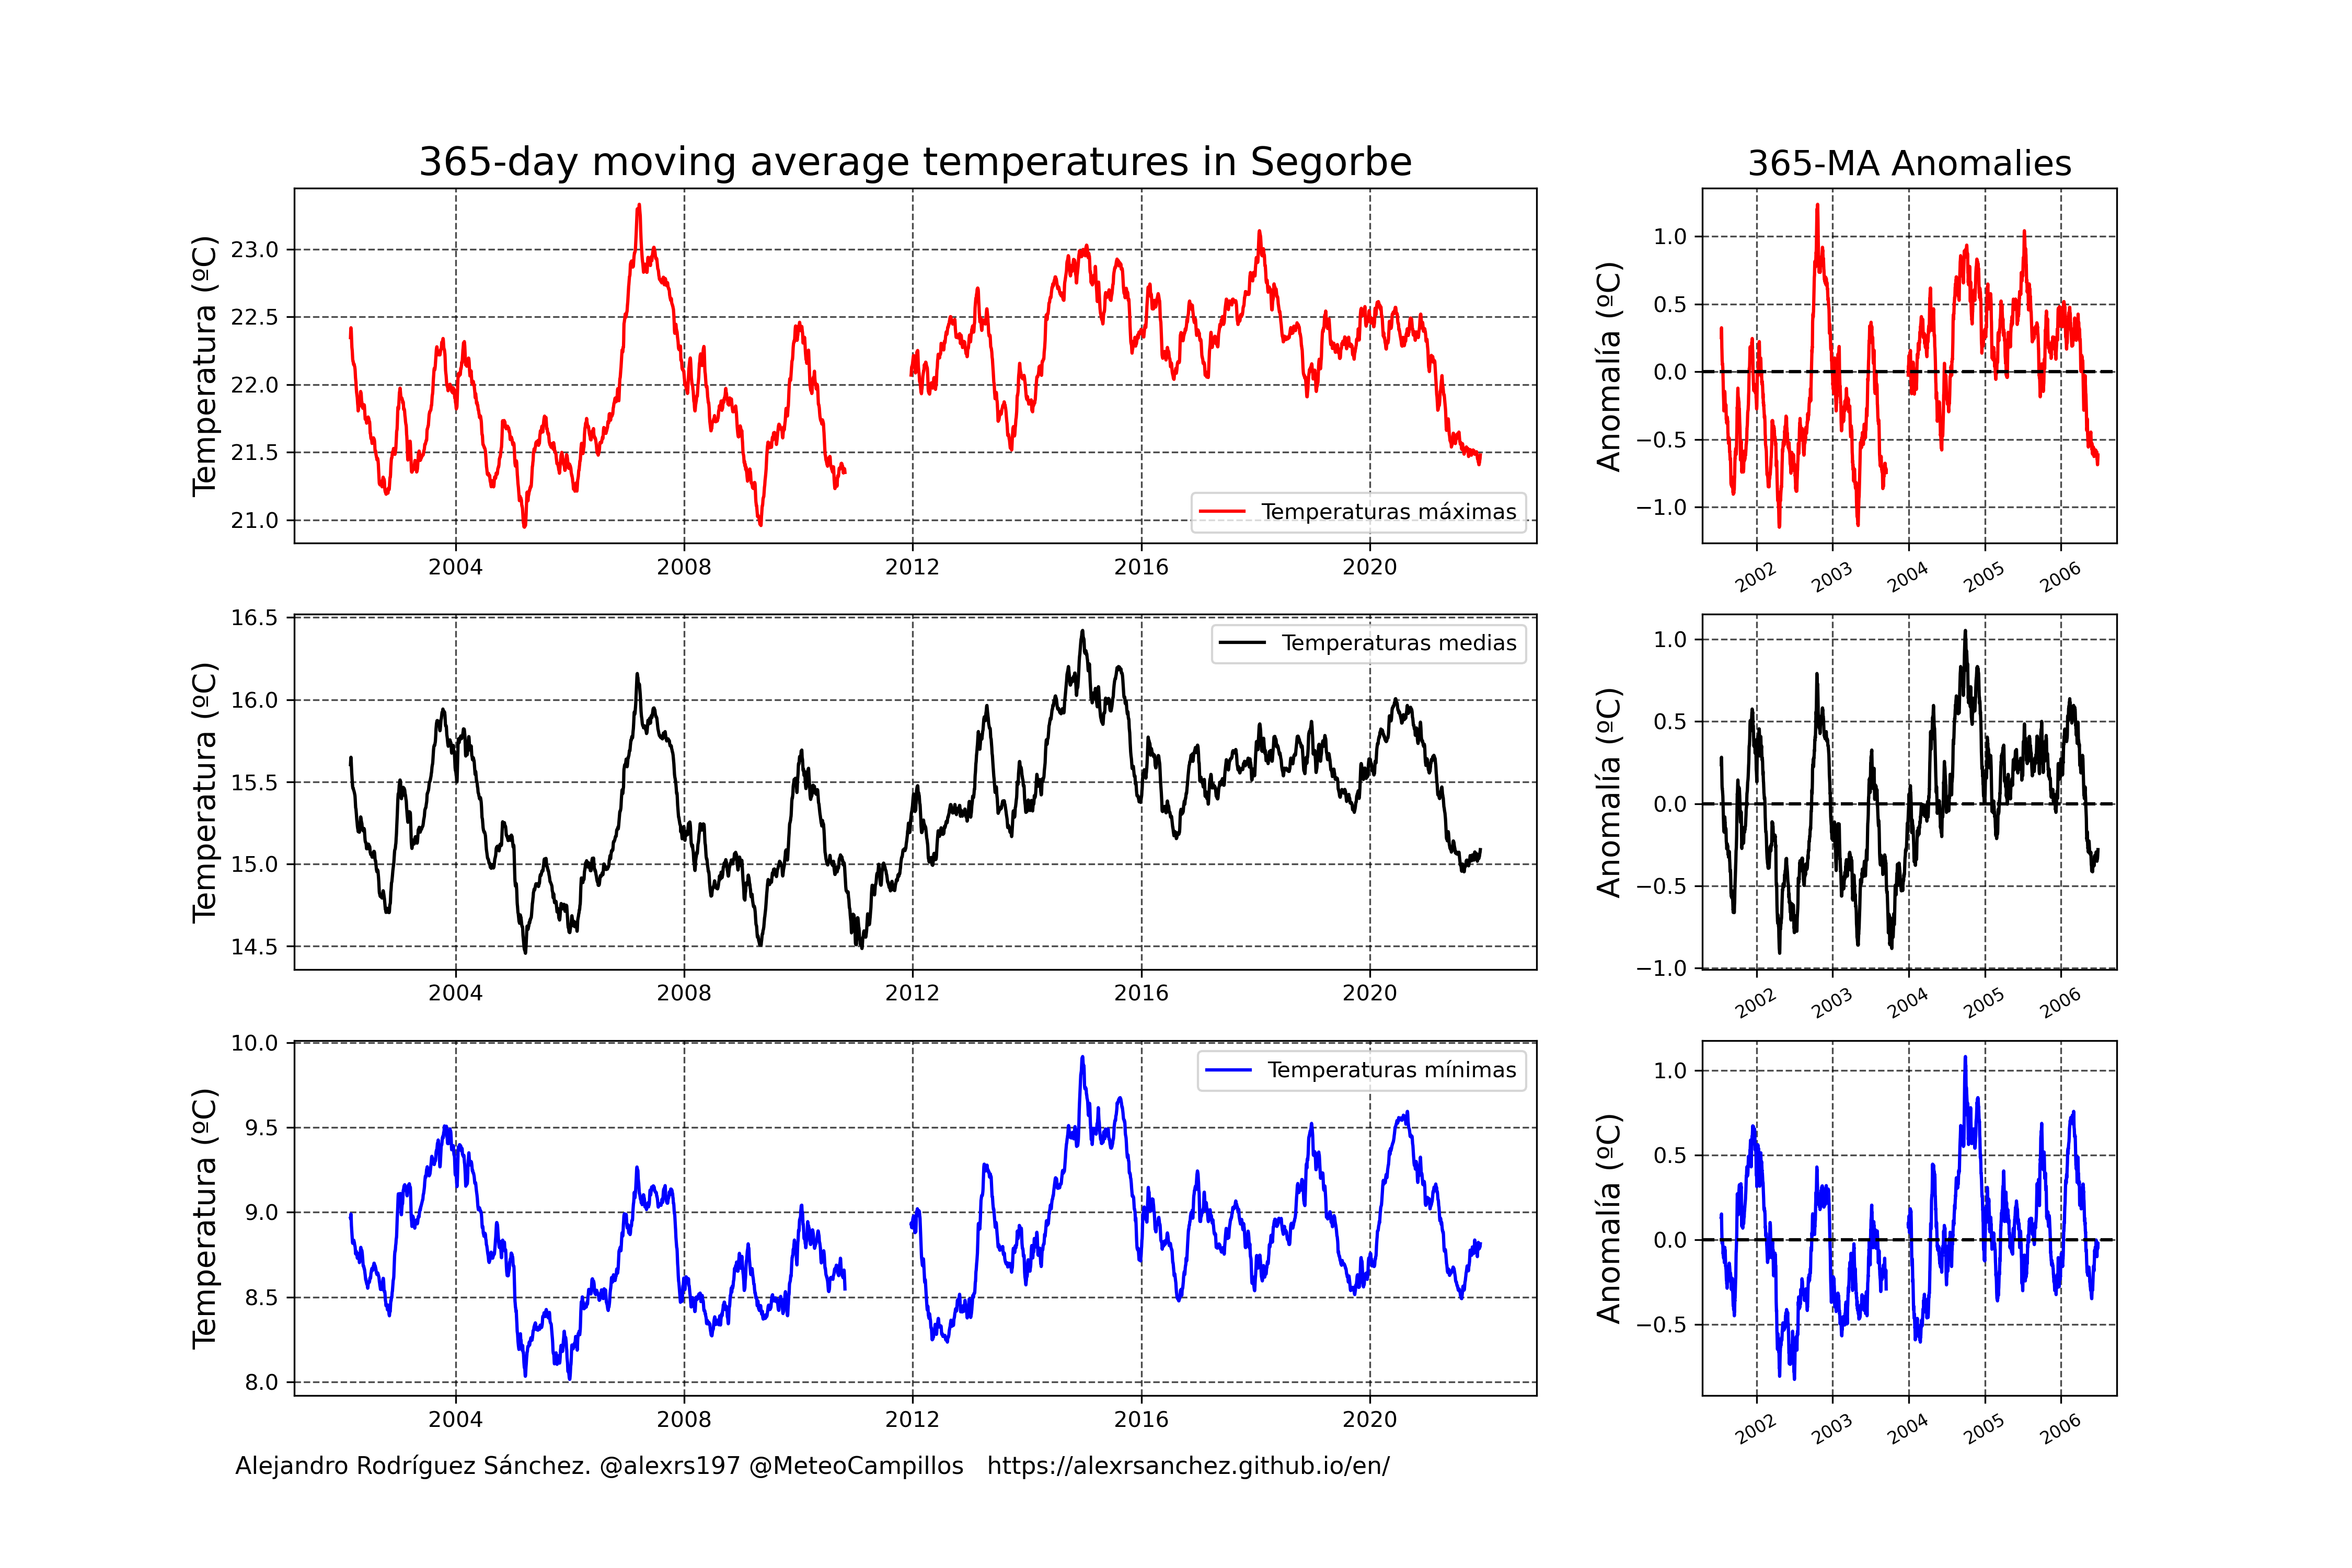 365-day moving average temperatures in Segorbe
Temperatura (ºC)
23.0
22.5
22.0
21.5
21.0
Temperaturas máximas
2004 2008 2012 2016 2020
365-MA Anomalies
Anomalía (ºC)
1.0
0.5
0.0
−0.5
−1.0
2002 2003 2004 2005 2006
Temperatura (ºC)
16.5
16.0
15.5
15.0
14.5
Temperaturas medias
2004 2008 2012 2016 2020
Anomalía (ºC)
1.0
0.5
0.0
−0.5
−1.0
2002 2003 2004 2005 2006
Temperatura (ºC)
10.0
9.5
9.0
8.5
8.0
Temperaturas mínimas
2004 2008 2012 2016 2020
Anomalía (ºC)
1.0
0.5
0.0
−0.5
2002 2003 2004 2005 2006
Alejandro Rodríguez Sánchez. @alexrs197 @MeteoCampillos https://alexrsanchez.github.io/en/